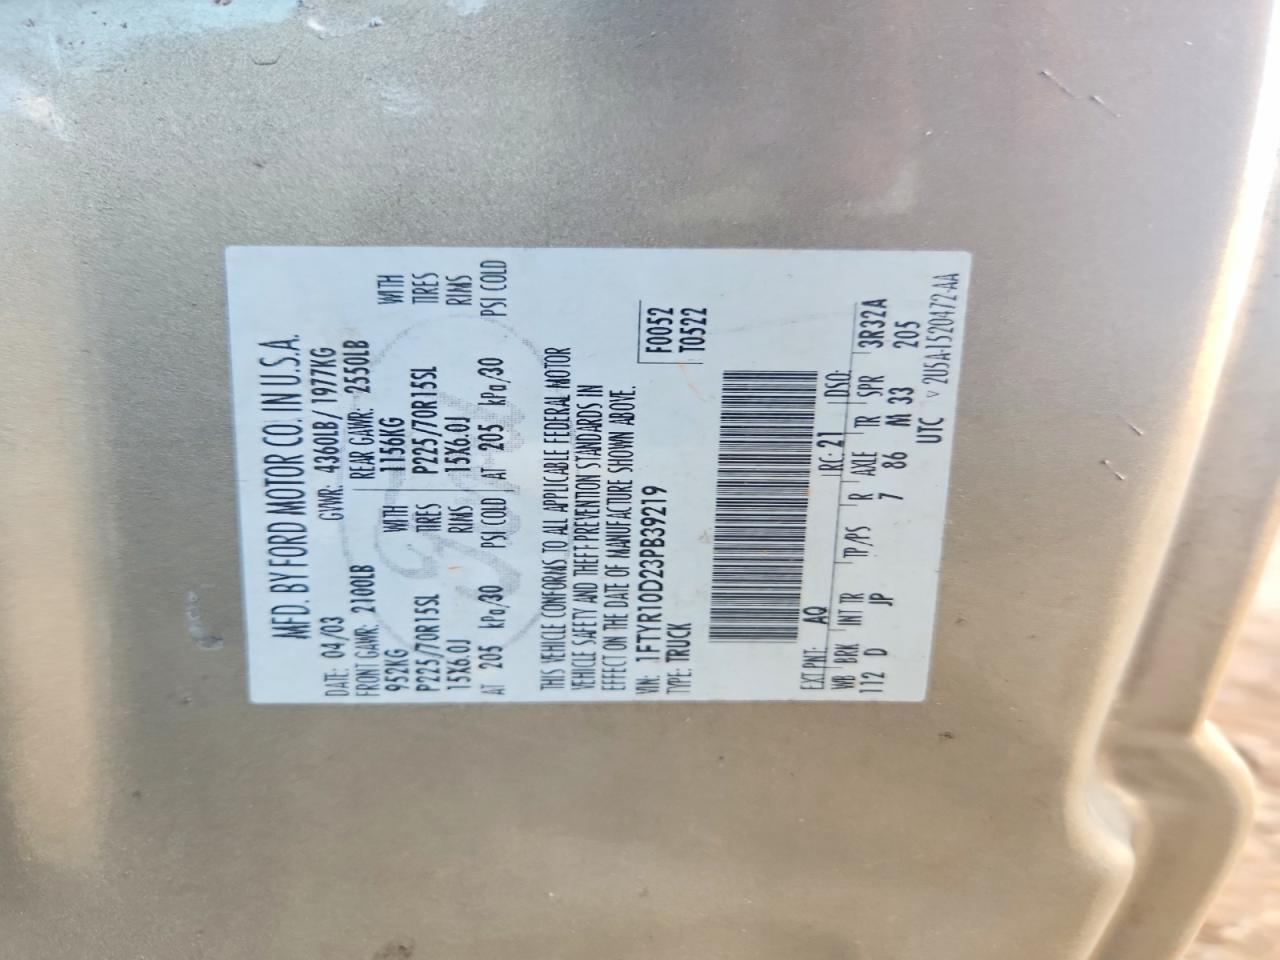 MFD. BY FORD MOTOR CO. IN U.S.A.
DATE: 04/03 GVWR: 4360LB/ 1977KG
FRONT GAWR: 2100LB REAR GAWR: 2550LB
952KG WITH 1156KG WITH
P225/70R15SL TIRES P225/70R15SL TIRES
15X6.0J RIMS 15X6.0J RIMS
AT 205 kPa/30 PSI COLD AT 205 kPa/30 PSI COLD
THIS VEHICLE CONFORMS TO ALL APPLICABLE FEDERAL MOTOR
VEHICLE SAFETY AND THEFT PREVENTION STANDARDS IN
EFFECT ON THE DATE OF MANUFACTURE SHOWN ABOVE.
VIN: 1FTYR10D23PB39219 F0052
TYPE: TRUCK T0522
EXT PNT: AQ RC: 27 DSO:
WB BRK INT TR TP/PS R AXLE TR SPR 3R32A
112 D JP 7 86 M 33 205
UTC v 2U5A-1520472-AA